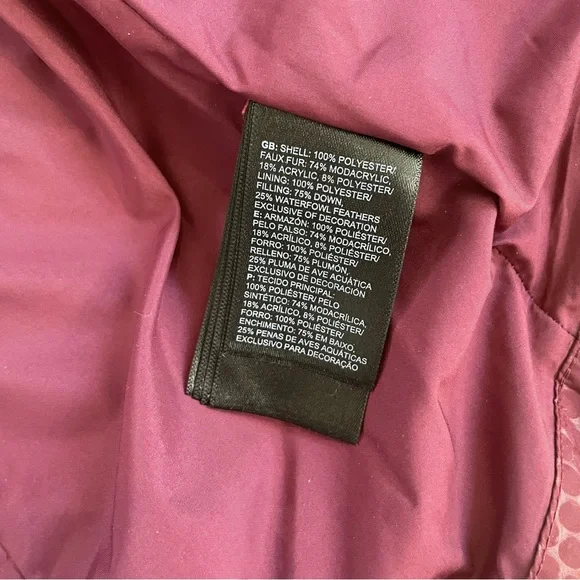 GB: SHELL: 100% POLYESTER/
FAUX FUR: 74% MODACRYLIC,
18% ACRYLIC, 8% POLYESTER/
LINING: 100% POLYESTER/
FILLING: 75% DOWN,
25% WATERFOWL FEATHERS
EXCLUSIVE OF DECORATION
E: ARMAZÓN: 100% POLIÉSTER/
PELO FALSO: 74% MODACRÍLICO,
18% ACRÍLICO, 8% POLIÉSTER/
FORRO: 100% POLIÉSTER/
RELLENO: 75% PLUMÓN,
25% PLUMA DE AVE ACUÁTICA
EXCLUSIVO DE DECORACIÓN
P: TECIDO PRINCIPAL:
100% POLIÉSTER/ PELO
SINTÉTICO: 74% MODACRÍLICA,
18% ACRÍLICO, 8% POLIÉSTER/
FORRO: 100% POLIÉSTER/
ENCHIMENTO: 75% EM BAIXO,
25% PENAS DE AVES AQUÁTICAS
EXCLUSIVO PARA DECORAÇÃO